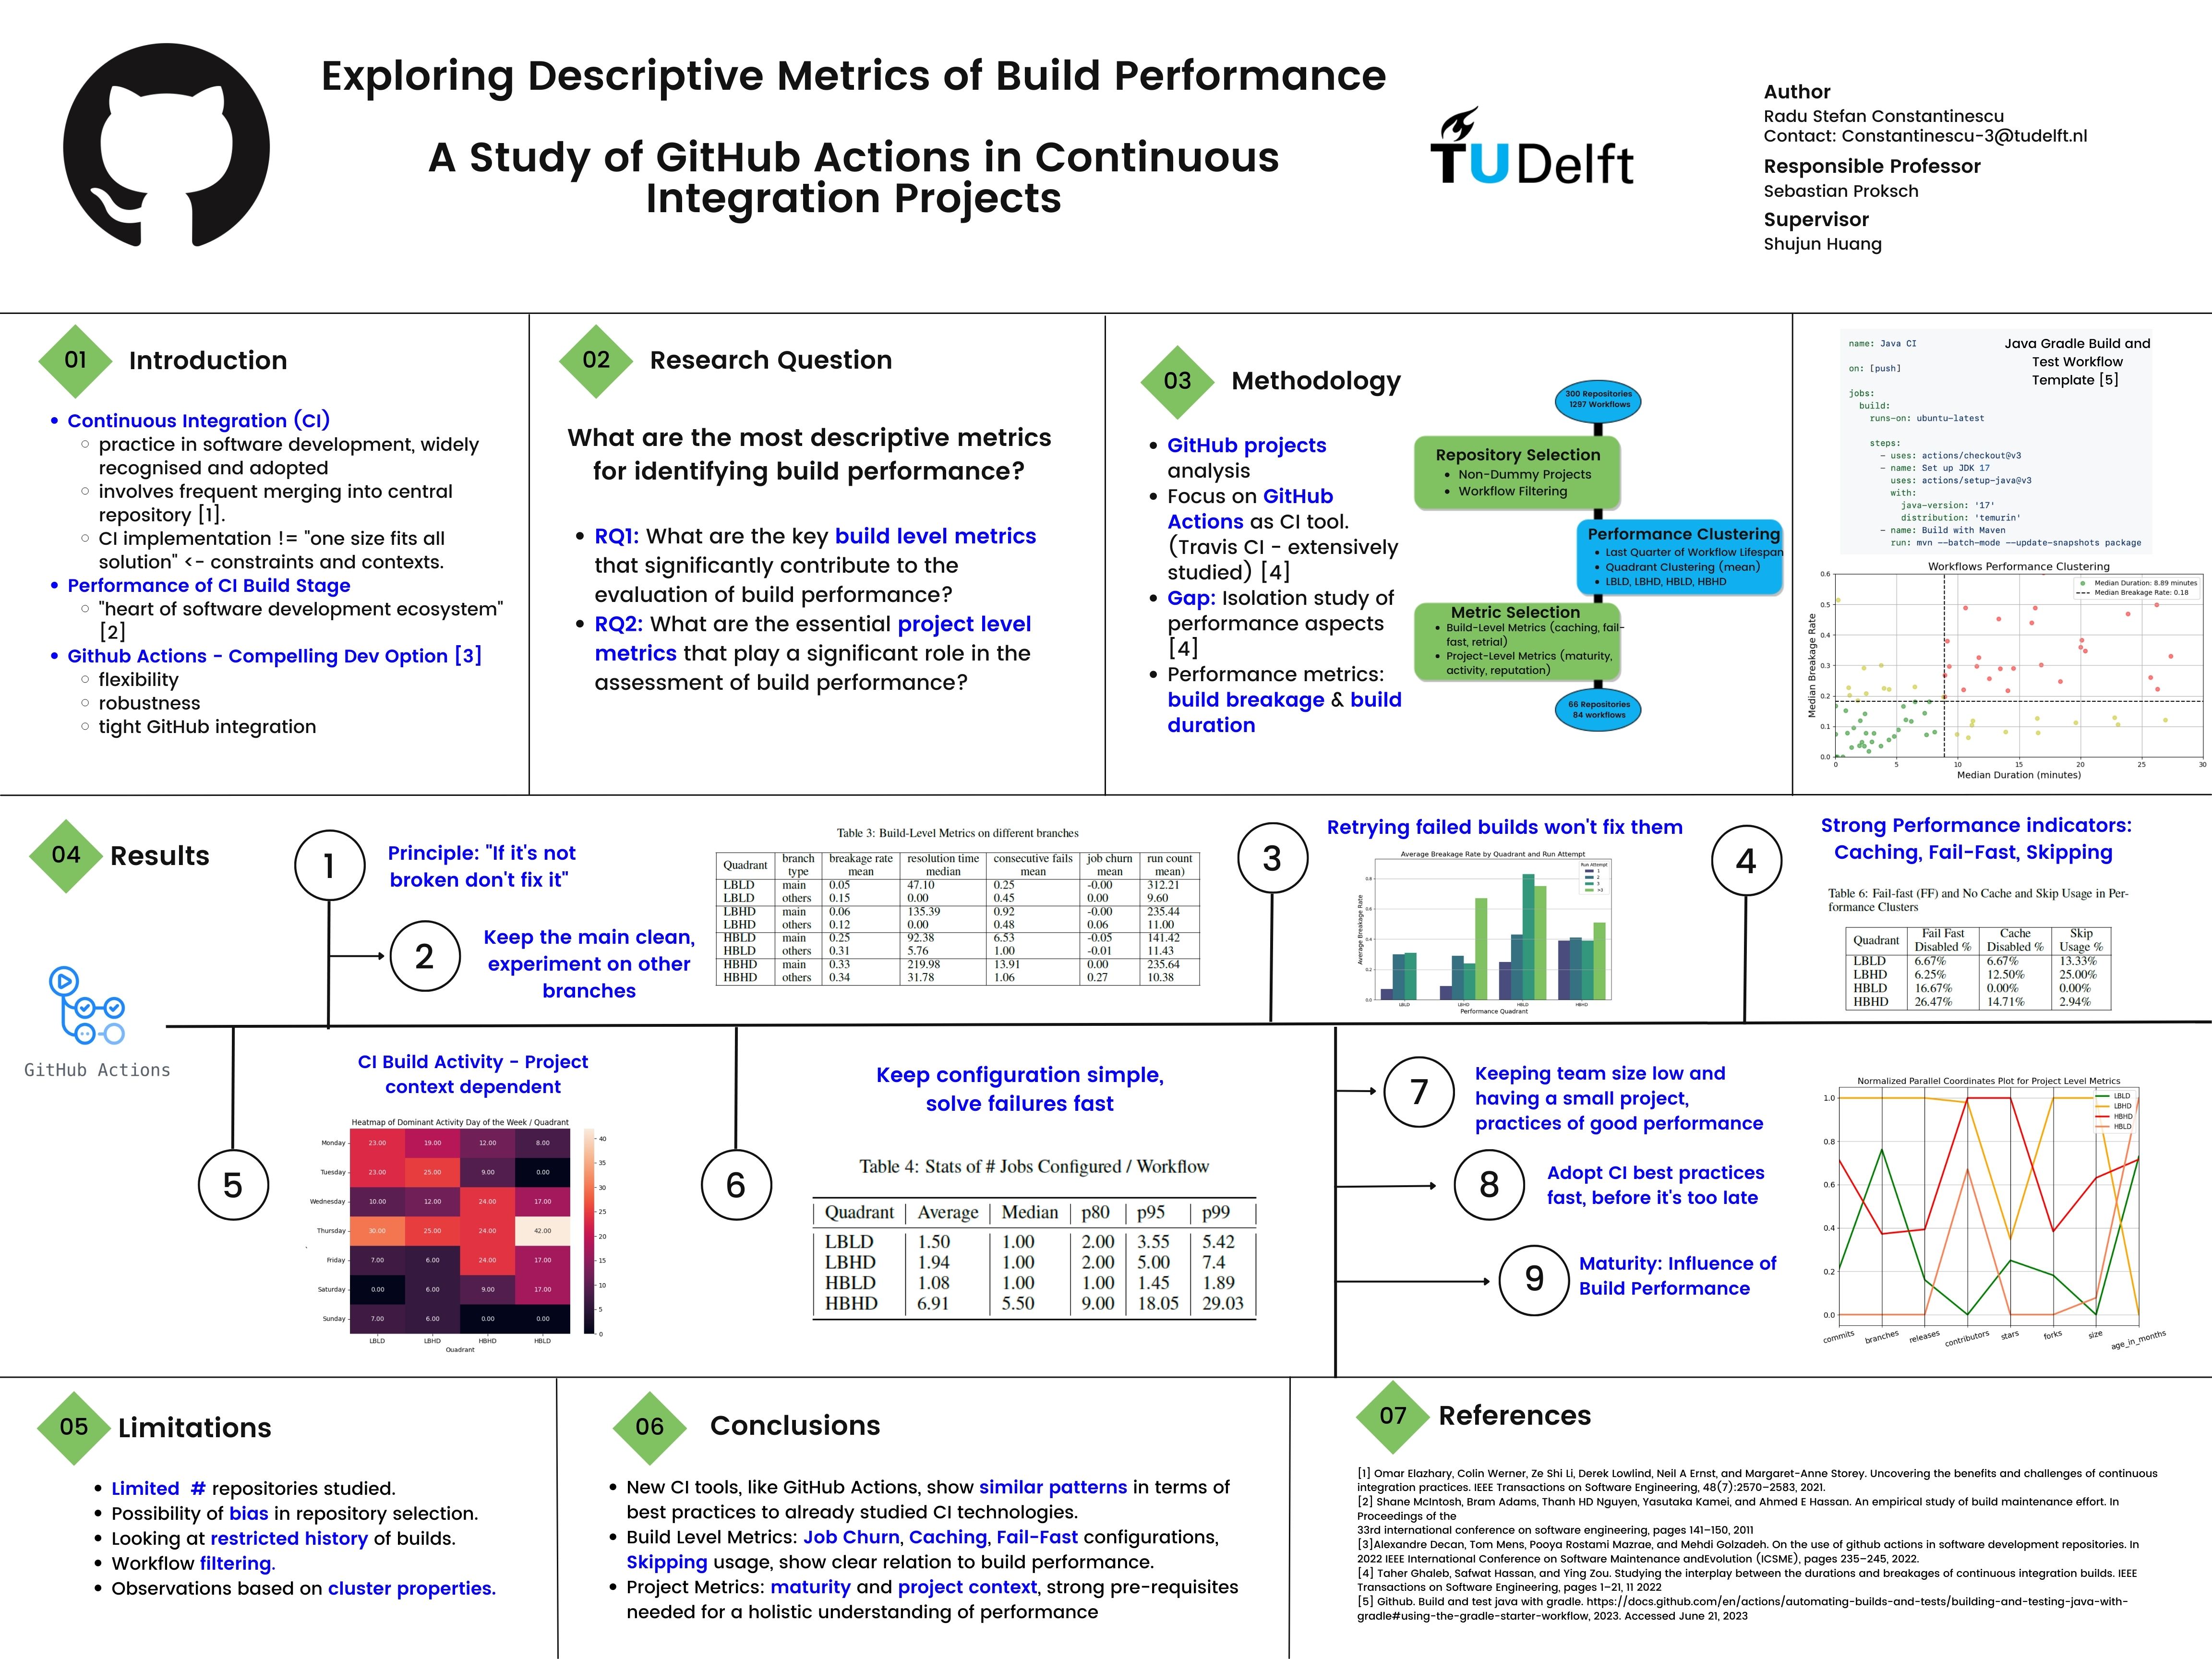 Exploring Descriptive Metrics of Build Performance
A Study of GitHub Actions in Continuous
Integration Projects
TU Delft
Author
Radu Stefan Constantinescu
Contact: Constantinescu-3@tudelft.nl
Responsible Professor
Sebastian Proksch
Supervisor
Shujun Huang
01
Introduction
Continuous Integration (CI)
practice in software development, widely
recognised and adopted
involves frequent merging into central
repository [1].
CI implementation != "one size fits all
solution" <- constraints and contexts.
Performance of CI Build Stage
"heart of software development ecosystem"
[2]
Github Actions - Compelling Dev Option [3]
flexibility
robustness
tight GitHub integration
02
Research Question
What are the most descriptive metrics
for identifying build performance?
RQ1: What are the key build level metrics
that significantly contribute to the
evaluation of build performance?
RQ2: What are the essential project level
metrics that play a significant role in the
assessment of build performance?
03
Methodology
GitHub projects
analysis
Focus on GitHub
Actions as CI tool.
(Travis CI - extensively
studied) [4]
Gap: Isolation study of
performance aspects
[4]
Performance metrics:
build breakage & build
duration
300 Repositories
1297 Workflows
Repository Selection
Non-Dummy Projects
Workflow Filtering
Performance Clustering
Last Quarter of Workflow Lifespan
Quadrant Clustering (mean)
LBLD, LBHD, HBLD, HBHD
Metric Selection
Build-Level Metrics (caching, fail-
fast, retrial)
Project-Level Metrics (maturity,
activity, reputation)
66 Repositories
84 workflows
Java Gradle Build and
Test Workflow
Template [5]
name: Java CI
on: [push]
jobs:
build:
runs-on: ubuntu-latest
steps:
- uses: actions/checkout@v3
- name: Set up JDK 17
uses: actions/setup-java@v3
with:
java-version: '17'
distribution: 'temurin'
- name: Build with Maven
run: mvn --batch-mode --update-snapshots package
Workflows Performance Clustering
Median Duration: 8.89 minutes
Median Breakage Rate: 0.18
Median Breakage Rate
0.6
0.5
0.4
0.3
0.2
0.1
0.0
0 5 10 15 20 25 30
Median Duration (minutes)
04
Results
GitHub Actions
1
Principle: "If it's not
broken don't fix it"
2
Keep the main clean,
experiment on other
branches
Table 3: Build-Level Metrics on different branches
Quadrant branch type breakage rate mean resolution time median consecutive fails mean job churn mean run count mean)
LBLD main 0.05 47.10 0.25 -0.00 312.21
LBLD others 0.15 0.00 0.45 0.00 9.60
LBHD main 0.06 135.39 0.92 -0.00 235.44
LBHD others 0.12 0.00 0.48 0.06 11.00
HBLD main 0.25 92.38 6.53 -0.05 141.42
HBLD others 0.31 5.76 1.00 -0.01 11.43
HBHD main 0.33 219.98 13.91 0.00 235.64
HBHD others 0.34 31.78 1.06 0.27 10.38
3
Retrying failed builds won't fix them
Average Breakage Rate by Quadrant and Run Attempt
Run Attempt
1
2
3
>3
Average Breakage Rate
0.8
0.6
0.4
0.2
0.0
LBLD LBHD HBLD HBHD
Performance Quadrant
4
Strong Performance indicators:
Caching, Fail-Fast, Skipping
Table 6: Fail-fast (FF) and No Cache and Skip Usage in Per-
formance Clusters
Quadrant Fail Fast Disabled % Cache Disabled % Skip Usage %
LBLD 6.67% 6.67% 13.33%
LBHD 6.25% 12.50% 25.00%
HBLD 16.67% 0.00% 0.00%
HBHD 26.47% 14.71% 2.94%
5
CI Build Activity - Project
context dependent
Heatmap of Dominant Activity Day of the Week / Quadrant
Monday 23.00 19.00 12.00 8.00
Tuesday 23.00 25.00 9.00 0.00
Wednesday 10.00 12.00 24.00 17.00
Thursday 30.00 25.00 24.00 42.00
Friday 7.00 6.00 24.00 17.00
Saturday 0.00 6.00 9.00 17.00
Sunday 7.00 6.00 0.00 0.00
LBLD LBHD HBHD HBLD
Quadrant
40
35
30
25
20
15
10
5
0
6
Keep configuration simple,
solve failures fast
Table 4: Stats of # Jobs Configured / Workflow
Quadrant Average Median p80 p95 p99
LBLD 1.50 1.00 2.00 3.55 5.42
LBHD 1.94 1.00 2.00 5.00 7.4
HBLD 1.08 1.00 1.00 1.45 1.89
HBHD 6.91 5.50 9.00 18.05 29.03
7
Keeping team size low and
having a small project,
practices of good performance
8
Adopt CI best practices
fast, before it's too late
9
Maturity: Influence of
Build Performance
Normalized Parallel Coordinates Plot for Project Level Metrics
LBLD
LBHD
HBHD
HBLD
1.0
0.8
0.6
0.4
0.2
0.0
commits branches releases contributors stars forks size age_in_months
05
Limitations
Limited # repositories studied.
Possibility of bias in repository selection.
Looking at restricted history of builds.
Workflow filtering.
Observations based on cluster properties.
06
Conclusions
New CI tools, like GitHub Actions, show similar patterns in terms of
best practices to already studied CI technologies.
Build Level Metrics: Job Churn, Caching, Fail-Fast configurations,
Skipping usage, show clear relation to build performance.
Project Metrics: maturity and project context, strong pre-requisites
needed for a holistic understanding of performance
07
References
[1] Omar Elazhary, Colin Werner, Ze Shi Li, Derek Lowlind, Neil A Ernst, and Margaret-Anne Storey. Uncovering the benefits and challenges of continuous
integration practices. IEEE Transactions on Software Engineering, 48(7):2570–2583, 2021.
[2] Shane McIntosh, Bram Adams, Thanh HD Nguyen, Yasutaka Kamei, and Ahmed E Hassan. An empirical study of build maintenance effort. In
Proceedings of the
33rd international conference on software engineering, pages 141–150, 2011
[3]Alexandre Decan, Tom Mens, Pooya Rostami Mazrae, and Mehdi Golzadeh. On the use of github actions in software development repositories. In
2022 IEEE International Conference on Software Maintenance andEvolution (ICSME), pages 235–245, 2022.
[4] Taher Ghaleb, Safwat Hassan, and Ying Zou. Studying the interplay between the durations and breakages of continuous integration builds. IEEE
Transactions on Software Engineering, pages 1–21, 11 2022
[5] Github. Build and test java with gradle. https://docs.github.com/en/actions/automating-builds-and-tests/building-and-testing-java-with-
gradle#using-the-gradle-starter-workflow, 2023. Accessed June 21, 2023